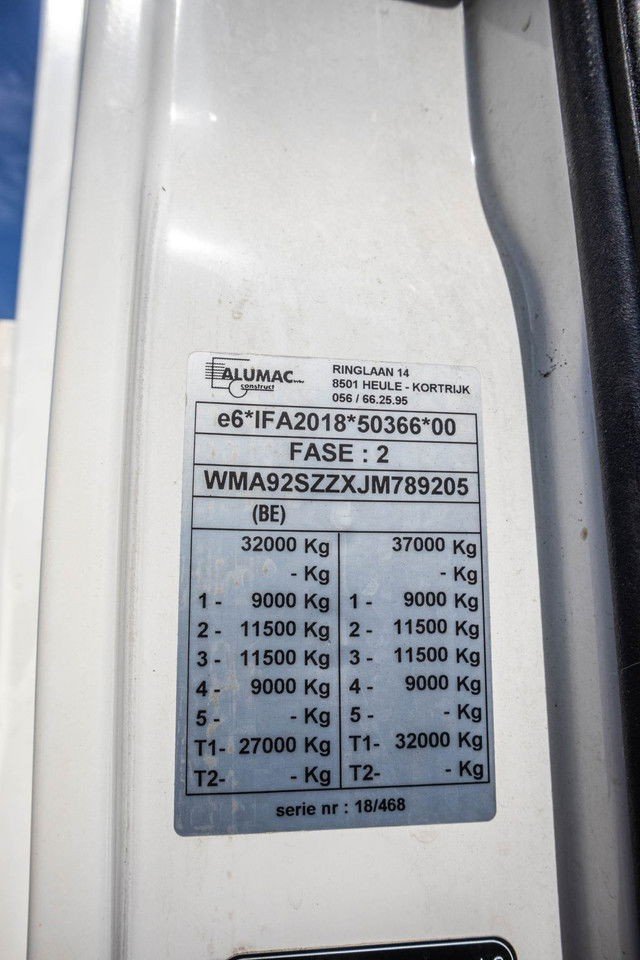 ALUMAC
construct
RINGLAAN 14
8501 HEULE - KORTRIJK
056 / 66.25.95
e6*IFA2018*50366*00
FASE : 2
WMA92SZZXJM789205
(BE)
32000 Kg 37000 Kg
- Kg - Kg
1 - 9000 Kg 1 - 9000 Kg
2 - 11500 Kg 2 - 11500 Kg
3 - 11500 Kg 3 - 11500 Kg
4 - 9000 Kg 4 - 9000 Kg
5 - - Kg 5 - - Kg
T1- 27000 Kg T1- 32000 Kg
T2- - Kg T2- - Kg
serie nr : 18/468